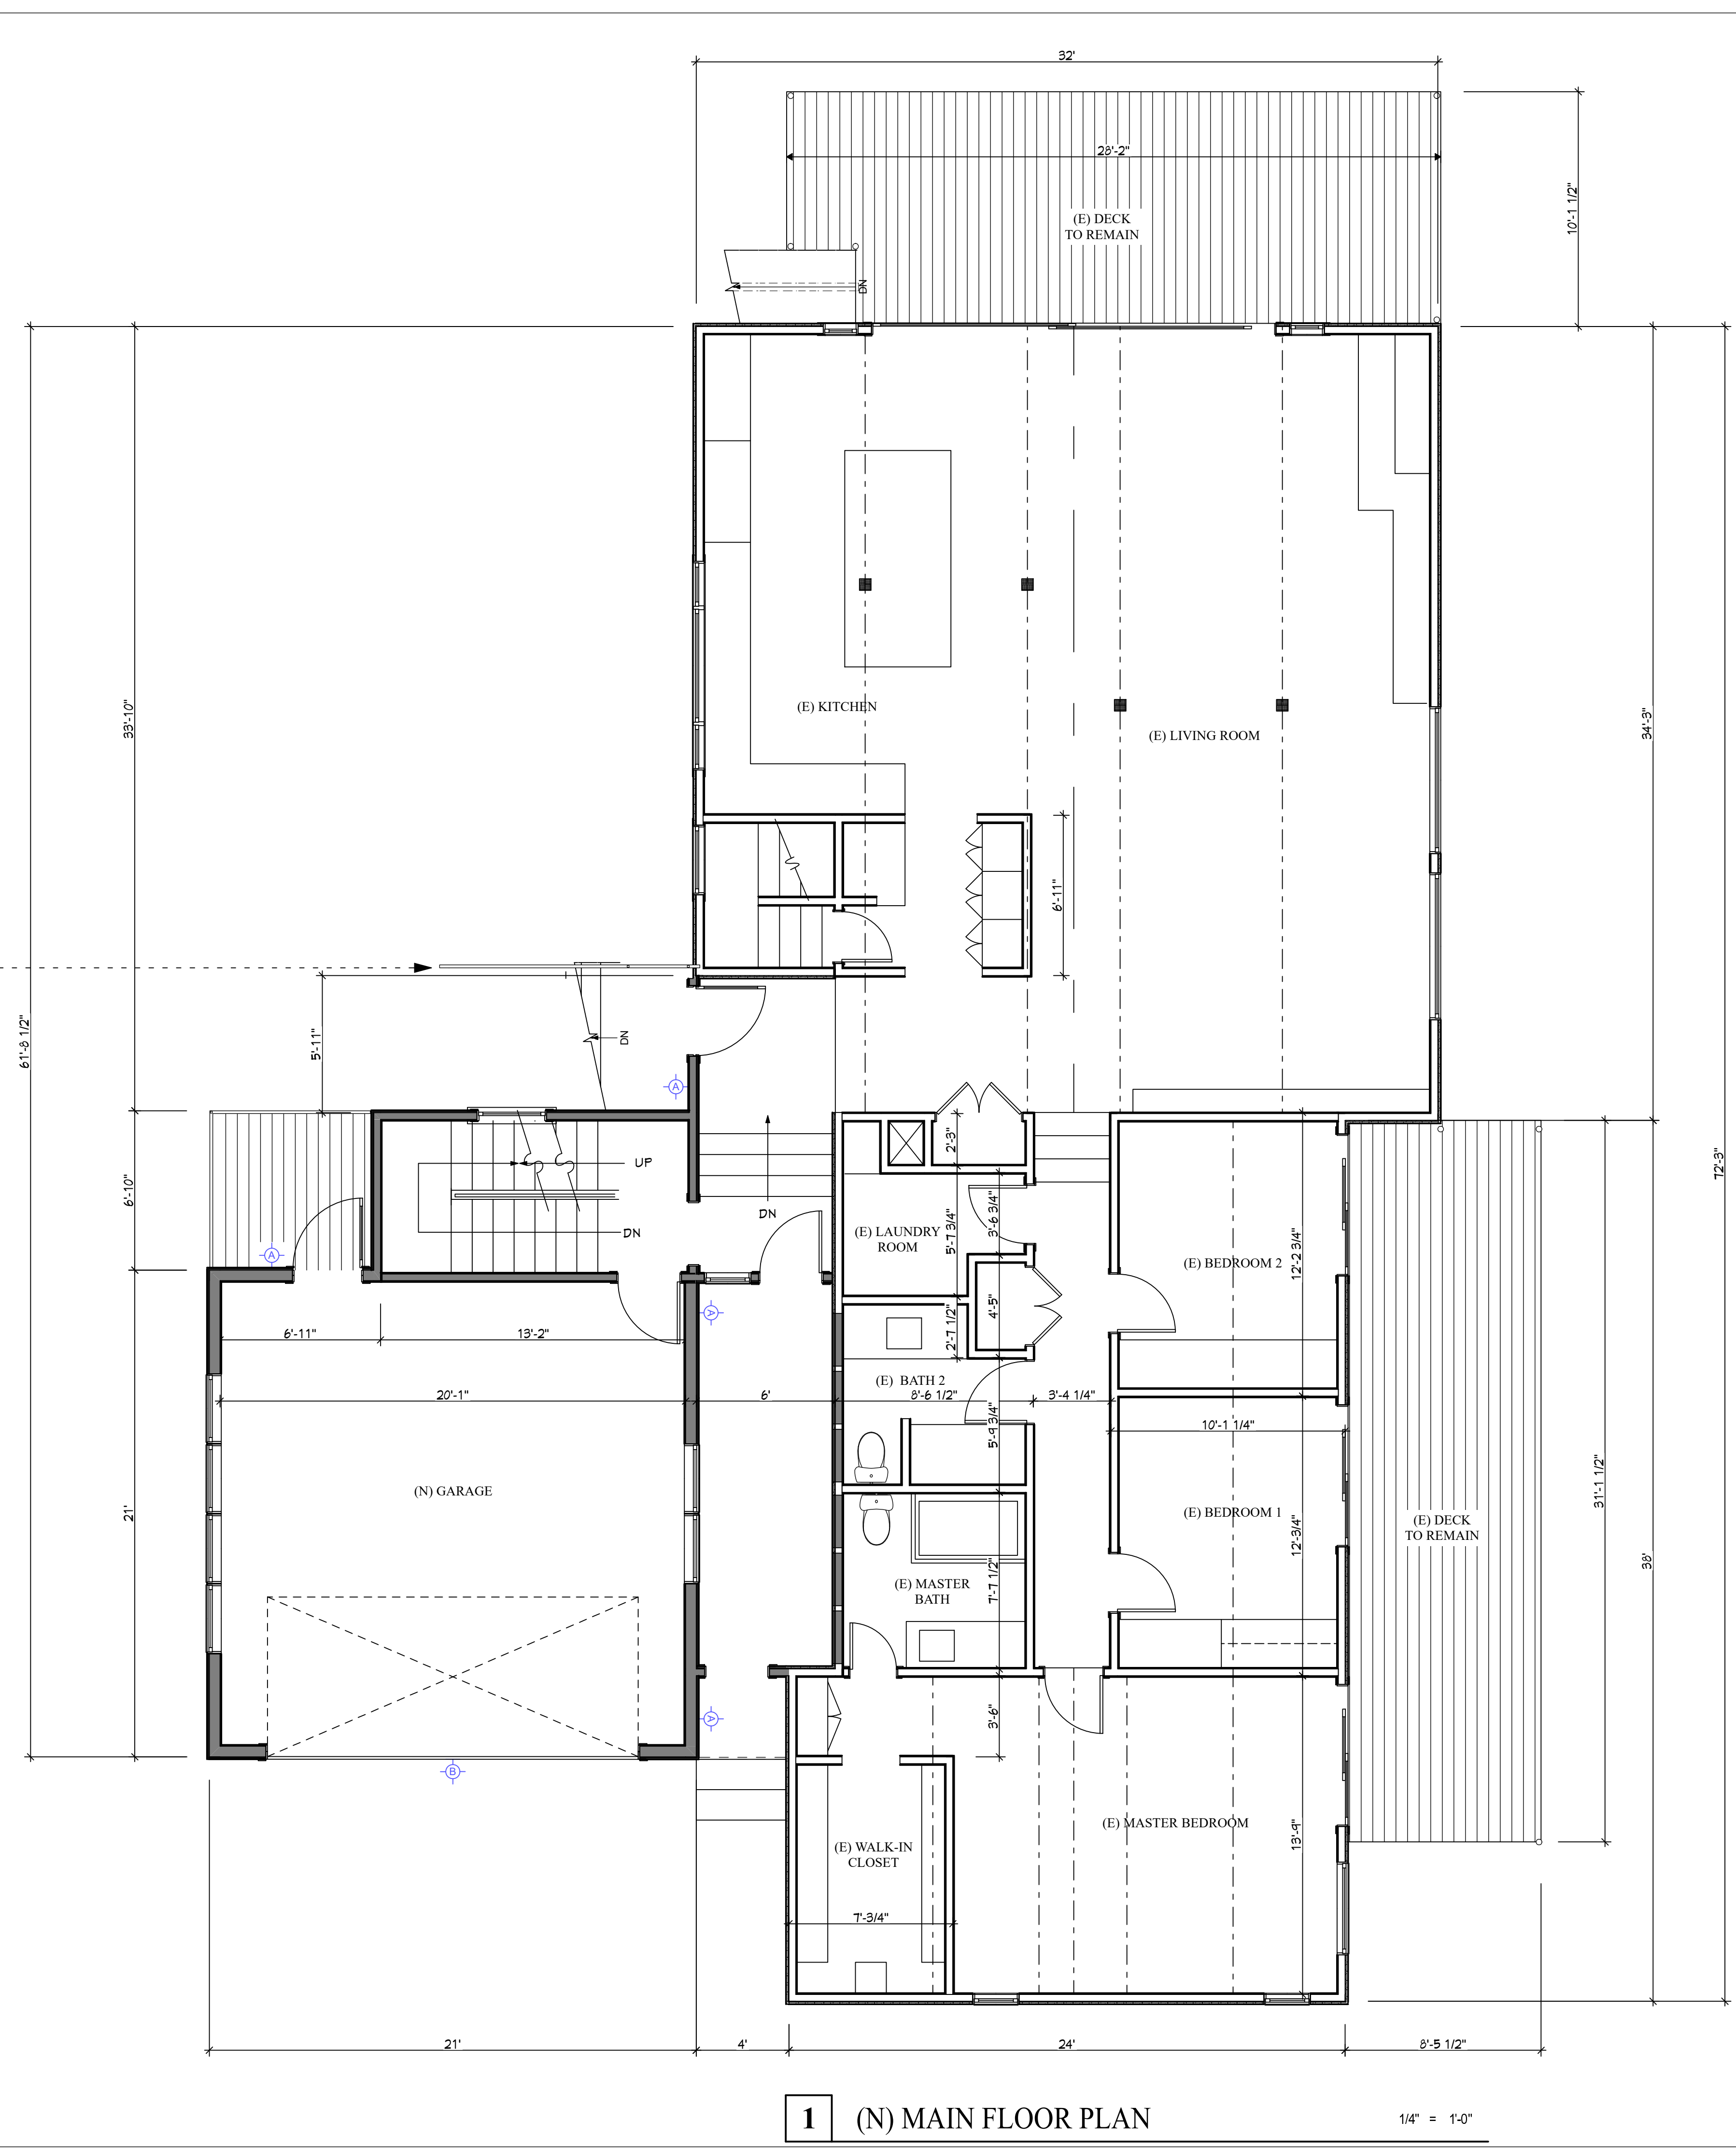 32'
28'-2"
10'-1 1/2"
(E) DECK
TO REMAIN
DN
33'-10"
34'-3"
(E) KITCHEN
(E) LIVING ROOM
6'-11"
61'-8 1/2"
5'-11"
DN
A
72'-3"
6'-10"
UP
DN
DN
2'-3"
3'-6 3/4"
5'-7 3/4"
(E) LAUNDRY
ROOM
(E) BEDROOM 2
12'-2 3/4"
A
A
4'-5"
2'-7 1/2"
6'-11"
13'-2"
(E) BATH 2
20'-1"
6'
8'-6 1/2"
3'-4 1/4"
5'-9 3/4"
10'-1 1/4"
(N) GARAGE
21'
31'-1 1/2"
(E) BEDROOM 1
12'-3/4"
(E) DECK
TO REMAIN
38'
(E) MASTER
BATH
7'-7 1/2"
3'-6"
A
B
(E) MASTER BEDROOM
13'-9"
(E) WALK-IN
CLOSET
7'-3/4"
21'
4'
24'
8'-5 1/2"
1
(N) MAIN FLOOR PLAN
1/4" = 1'-0"